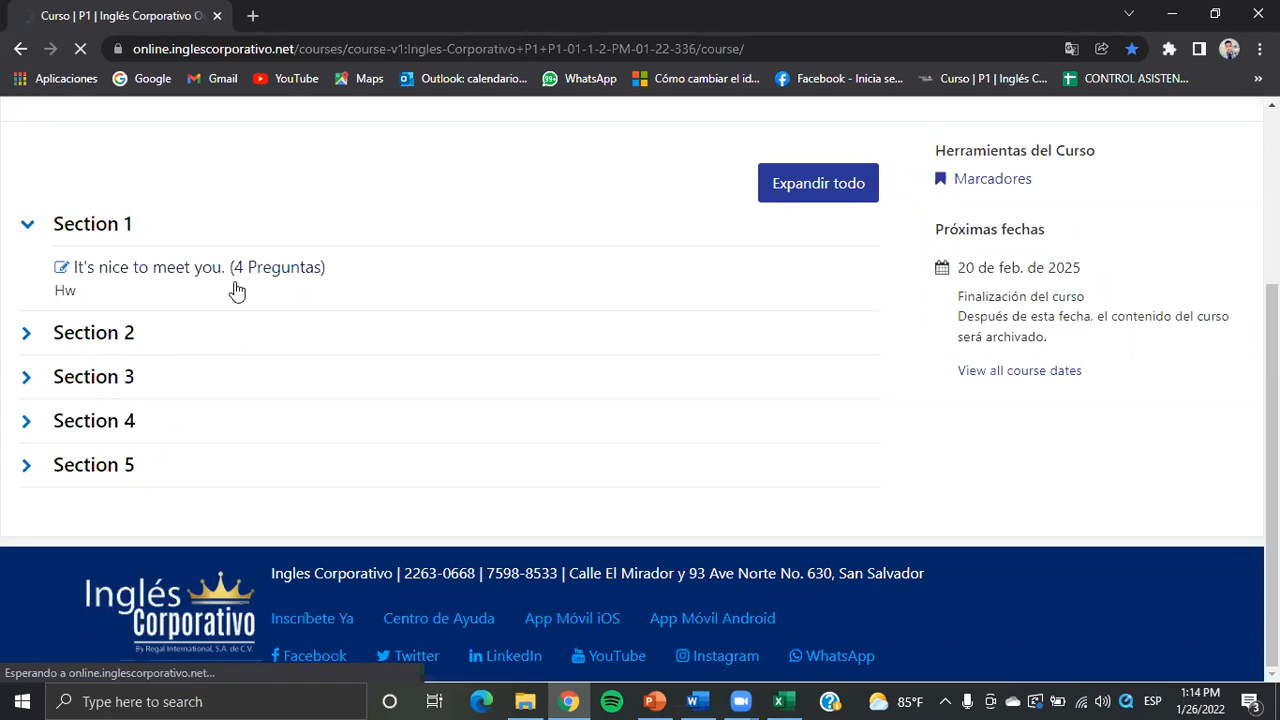 Curso | P1 | Inglés Corporativo O
online.inglescorporativo.net/courses/course-v1:Ingles-Corporativo+P1+P1-01-1-2-PM-01-22-336/course/
Aplicaciones
Google
Gmail
YouTube
Maps
Outlook: calendario...
99+
WhatsApp
Cómo cambiar el id...
Facebook - Inicia se...
Curso | P1 | Inglés C...
CONTROL ASISTEN...
»
Expandir todo
Section 1
It's nice to meet you. (4 Preguntas)
Hw
Section 2
Section 3
Section 4
Section 5
Herramientas del Curso
Marcadores
Próximas fechas
20 de feb. de 2025
Finalización del curso
Después de esta fecha, el contenido del curso
será archivado.
View all course dates
Inglés
Corporativo
By Regal International, S.A. de C.V.
Ingles Corporativo | 2263-0668 | 7598-8533 | Calle El Mirador y 93 Ave Norte No. 630, San Salvador
Inscríbete Ya
Centro de Ayuda
App Móvil iOS
App Móvil Android
Facebook
Twitter
LinkedIn
YouTube
Instagram
WhatsApp
Esperando a online.inglescorporativo.net...
Type here to search
85°F
ESP
1:14 PM
1/26/2022
3